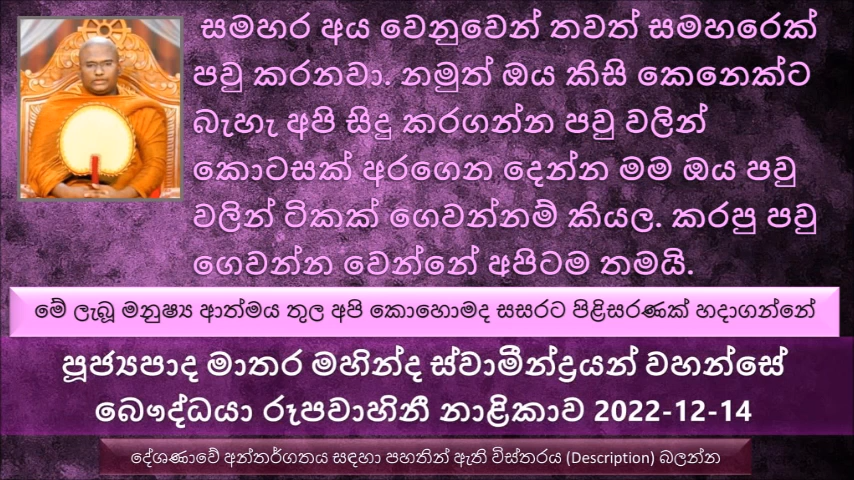 සමහර අය වෙනුවෙන් තවත් සමහරෙක්
පවු කරනවා. නමුත් ඔය කිසි කෙනෙක්ට
බැහැ අපි සිදු කරගන්න පවු වලින්
කොටසක් අරගෙන දෙන්න මම ඔය පවු
වලින් ටිකක් ගෙවන්නම් කියල. කරපු පවු
ගෙවන්න වෙන්නේ අපිටම තමයි.
මේ ලැබූ මනුෂ්‍ය ආත්මය තුල අපි කොහොමද සසරට පිළිසරණක් හදාගන්නේ
පූජ්‍යපාද මාතර මහින්ද ස්වාමීන්ද්‍රයන් වහන්සේ
බෞද්ධයා රූපවාහිනී නාළිකාව 2022-12-14
දේශණාවේ අන්තර්ගතය සඳහා පහතින් ඇති විස්තරය (Description) බලන්න